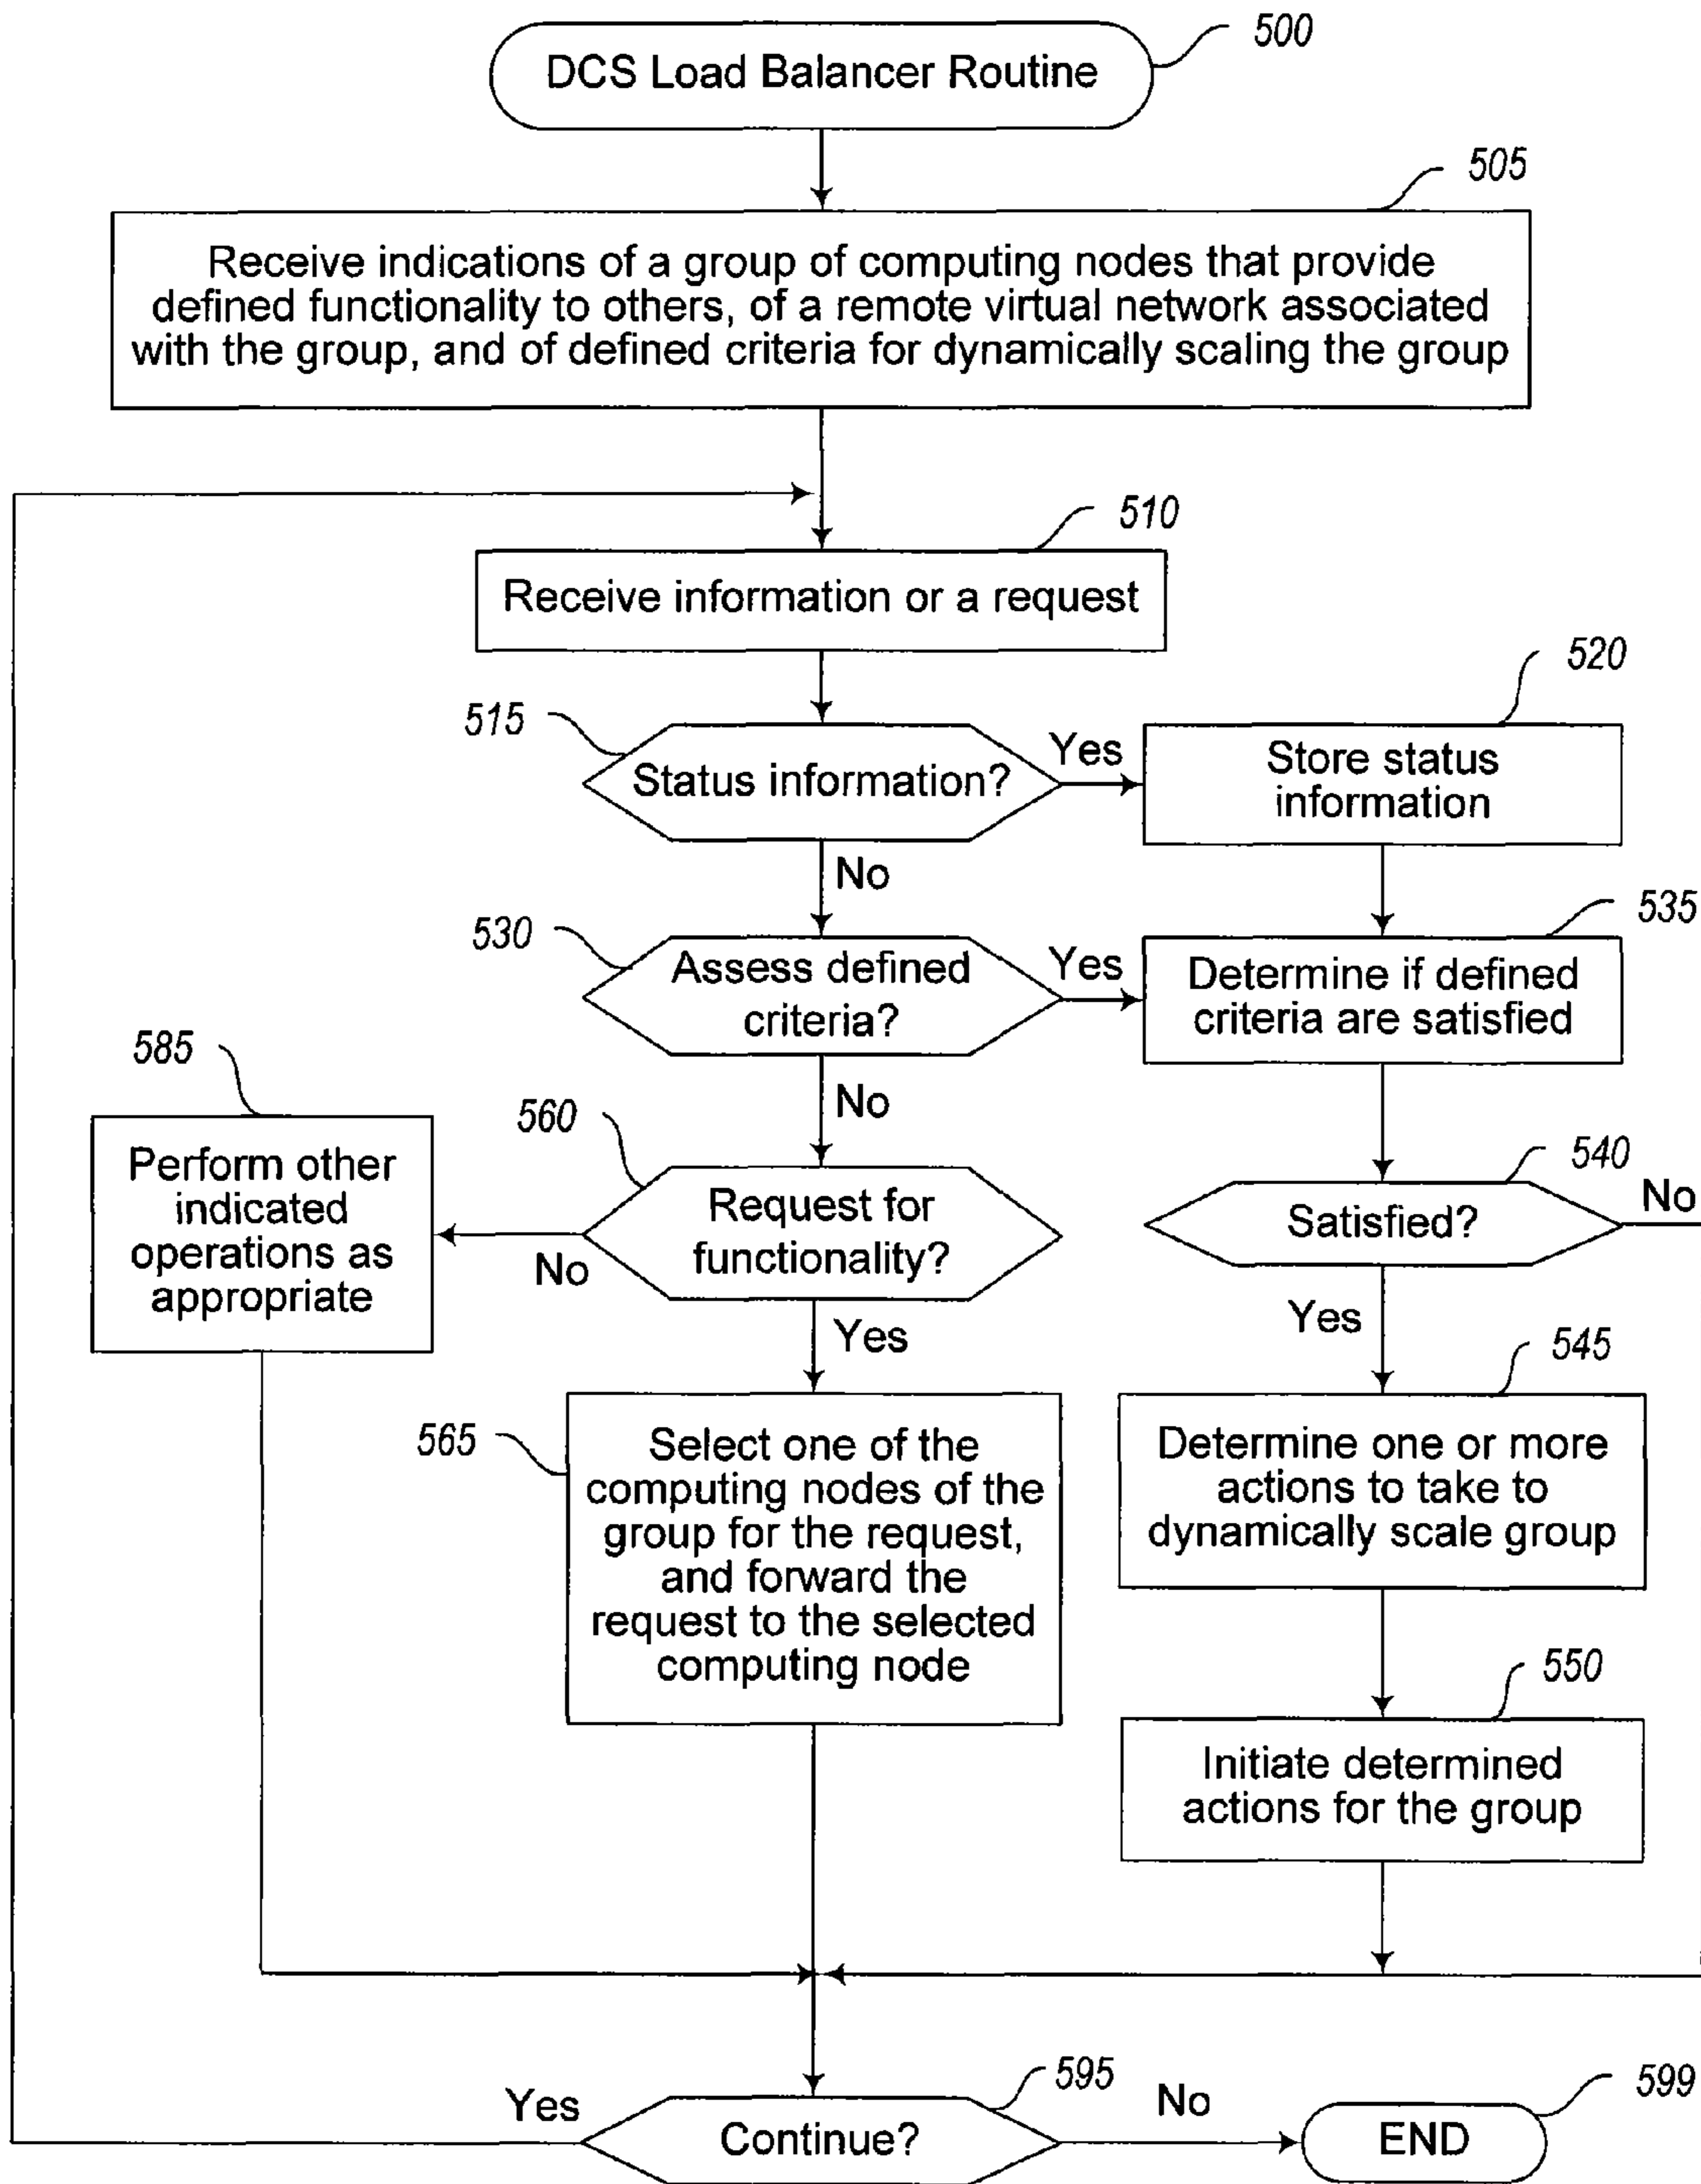 DCS Load Balancer Routine
500
505
Receive indications of a group of computing nodes that provide
defined functionality to others, of a remote virtual network associated
with the group, and of defined criteria for dynamically scaling the group
510
Receive information or a request
515
Status information?
Yes
No
520
Store status
information
530
Assess defined
criteria?
Yes
No
535
Determine if defined
criteria are satisfied
585
Perform other
indicated
operations as
appropriate
560
Request for
functionality?
No
Yes
540
Satisfied?
No
Yes
565
Select one of the
computing nodes of the
group for the request,
and forward the
request to the selected
computing node
545
Determine one or more
actions to take to
dynamically scale group
550
Initiate determined
actions for the group
595
Continue?
Yes
No
599
END